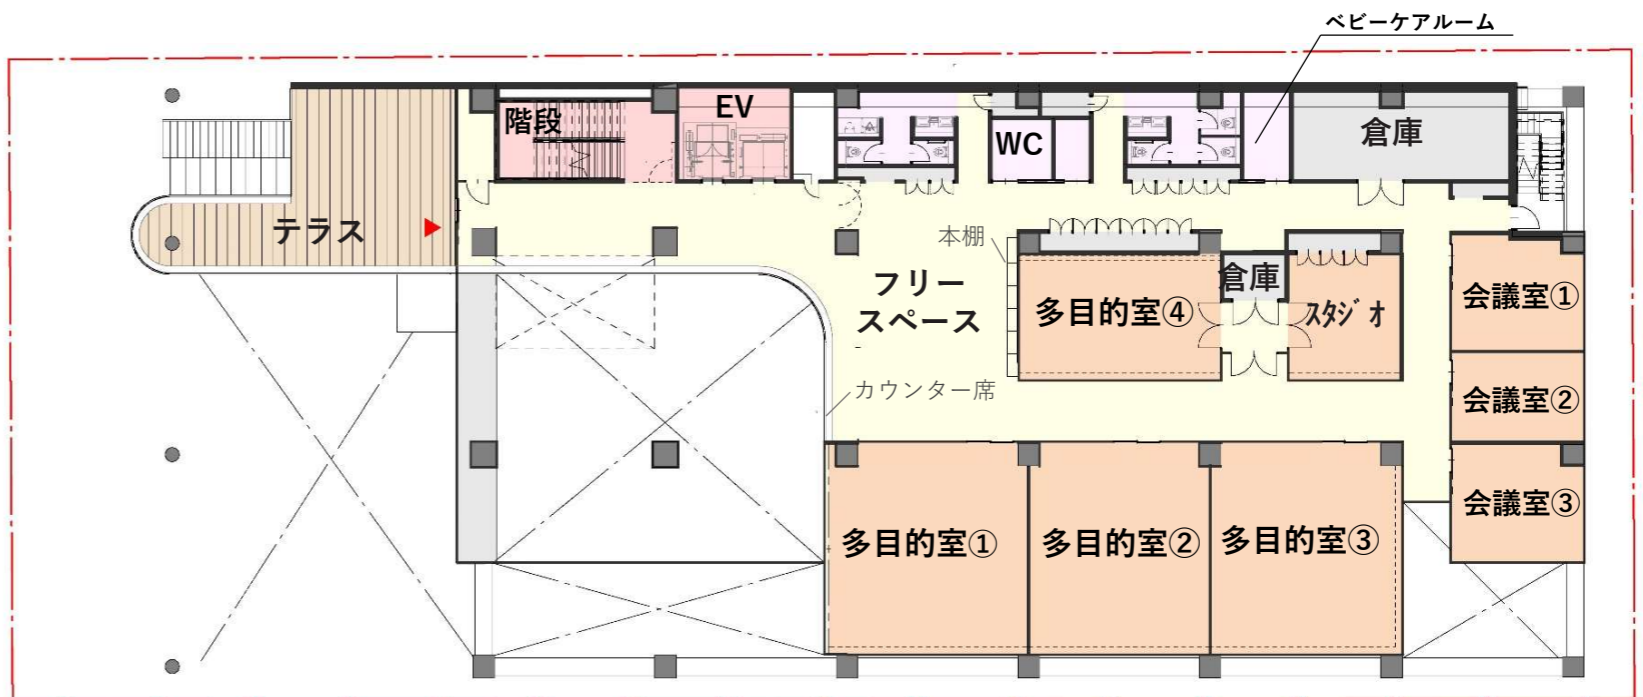 ベビーケアルーム
階段
EV
WC
倉庫
テラス
本棚
フリー
スペース
多目的室④
倉庫
スタジオ
会議室①
会議室②
会議室③
カウンター席
多目的室①
多目的室②
多目的室③